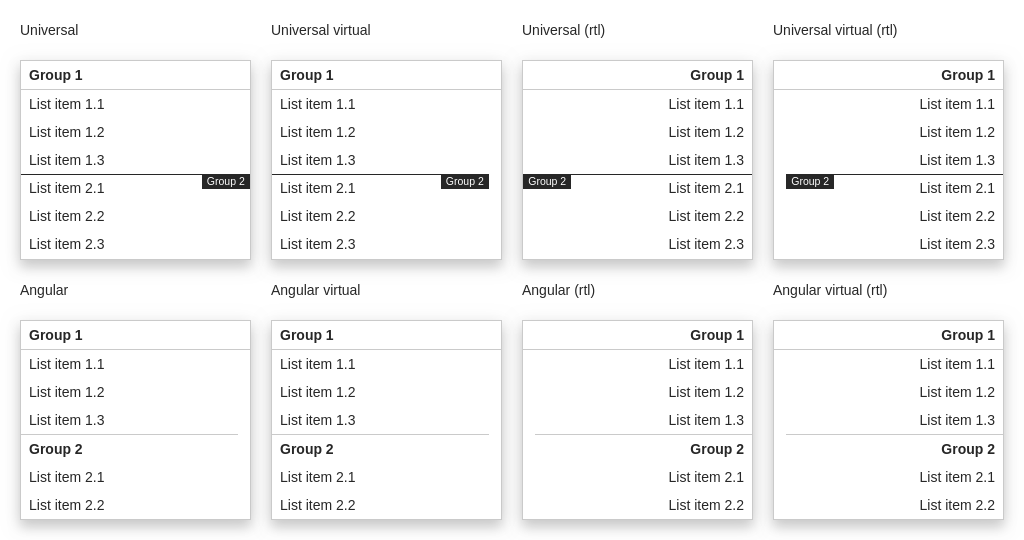 Universal
Group 1
List item 1.1
List item 1.2
List item 1.3
Group 2
List item 2.1
List item 2.2
List item 2.3
Universal virtual
Group 1
List item 1.1
List item 1.2
List item 1.3
Group 2
List item 2.1
List item 2.2
List item 2.3
Universal (rtl)
Group 1
List item 1.1
List item 1.2
List item 1.3
Group 2
List item 2.1
List item 2.2
List item 2.3
Universal virtual (rtl)
Group 1
List item 1.1
List item 1.2
List item 1.3
Group 2
List item 2.1
List item 2.2
List item 2.3
Angular
Group 1
List item 1.1
List item 1.2
List item 1.3
Group 2
List item 2.1
List item 2.2
Angular virtual
Group 1
List item 1.1
List item 1.2
List item 1.3
Group 2
List item 2.1
List item 2.2
Angular (rtl)
Group 1
List item 1.1
List item 1.2
List item 1.3
Group 2
List item 2.1
List item 2.2
Angular virtual (rtl)
Group 1
List item 1.1
List item 1.2
List item 1.3
Group 2
List item 2.1
List item 2.2